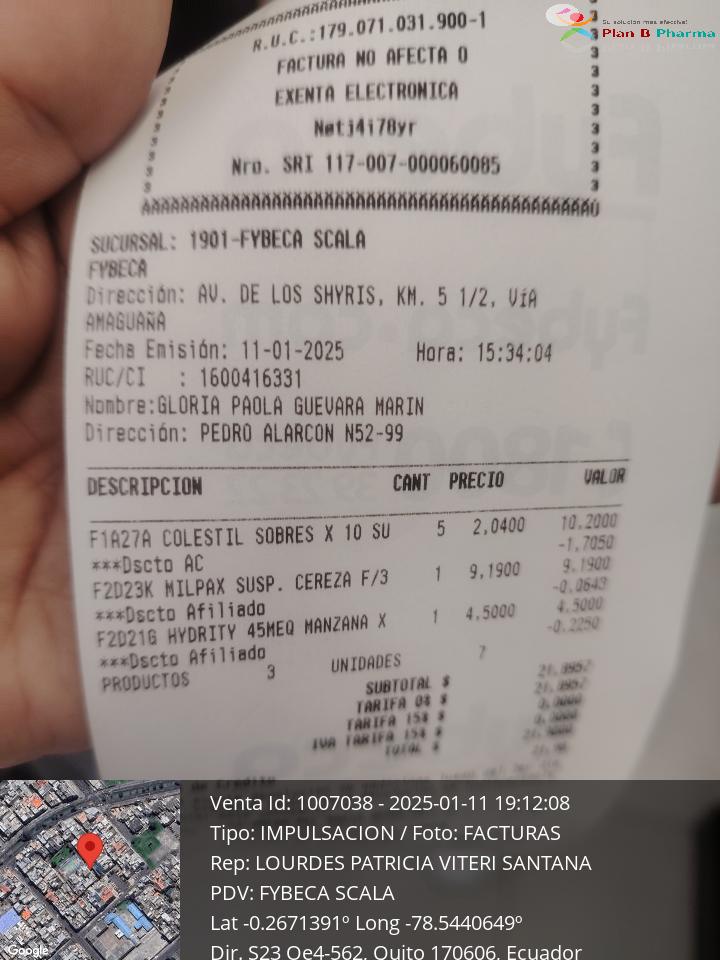 Su solución más efectiva!
Plan B Pharma
R.U.C.:179.071.031.900-1
FACTURA NO AFECTA O
EXENTA ELECTRONICA
Nro. SRI 117-007-000060085
SUCURSAL: 1901-FYBECA SCALA
FYBECA
Dirección: AV. DE LOS SHYRIS, KM. 5 1/2, VíA
AMAGUAÑA
Fecha Emisión: 11-01-2025 Hora: 15:34:04
RUC/CI : 1600416331
Nombre:GLORIA PAOLA GUEVARA MARIN
Dirección: PEDRO ALARCON N52-99
DESCRIPCION CANT PRECIO VALOR
F1A27A COLESTIL SOBRES X 10 SU 5 2,0400 10,2000
***Dscto AC -1,7050
F2D23K MILPAX SUSP. CEREZA F/3 1 9,1900 9,1900
***Dscto Afiliado
F2D21G HYDRITY 45MEQ MANZANA X 1 4,5000 4,5000
***Dscto Afiliado -0,2250
PRODUCTOS 3 UNIDADES 7
SUBTOTAL $
TARIFA 0% $
TARIFA 15% $
IVA TARIFA 15% $
TOTAL $
Google
Venta Id: 1007038 - 2025-01-11 19:12:08
Tipo: IMPULSACION / Foto: FACTURAS
Rep: LOURDES PATRICIA VITERI SANTANA
PDV: FYBECA SCALA
Lat -0.2671391º Long -78.5440649º
Dir. S23 Oe4-562, Quito 170606, Ecuador